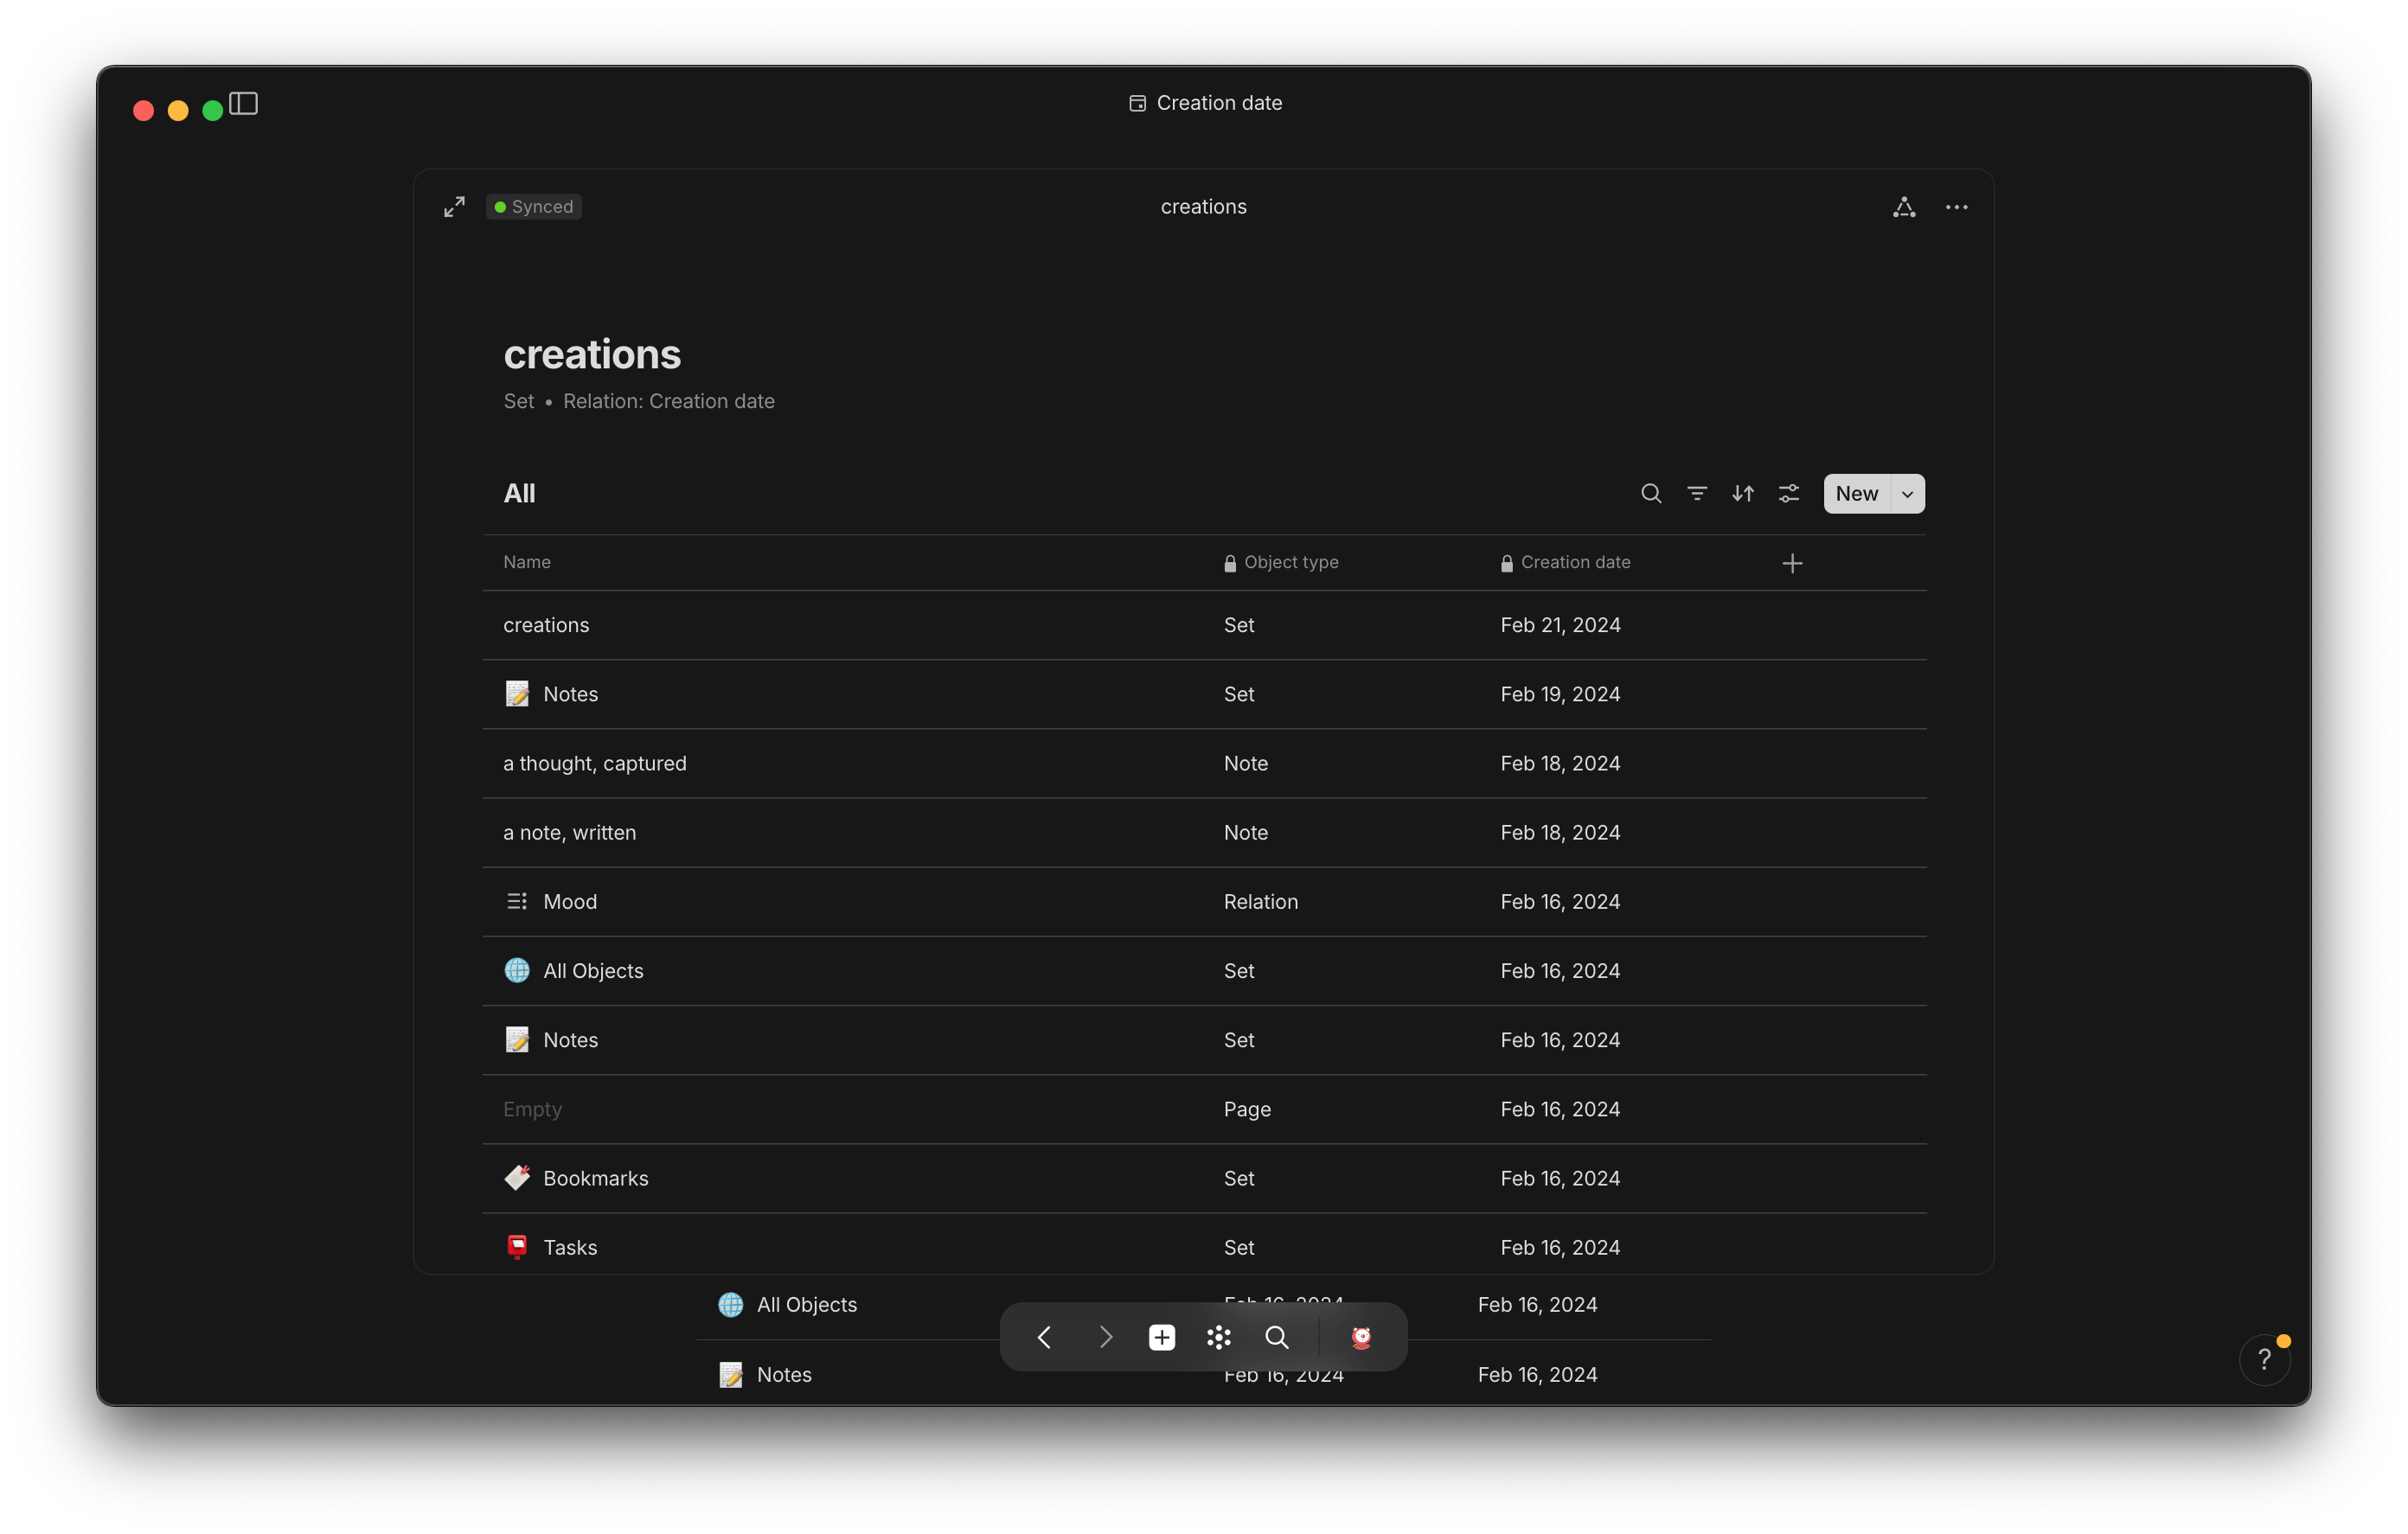 Creation date
Synced
creations
creations
Set • Relation: Creation date
All
New
Name Object type Creation date
creations Set Feb 21, 2024
Notes Set Feb 19, 2024
a thought, captured Note Feb 18, 2024
a note, written Note Feb 18, 2024
Mood Relation Feb 16, 2024
All Objects Set Feb 16, 2024
Notes Set Feb 16, 2024
Empty Page Feb 16, 2024
Bookmarks Set Feb 16, 2024
Tasks Set Feb 16, 2024
All Objects Feb 16, 2024 Feb 16, 2024
Notes Feb 16, 2024 Feb 16, 2024
?